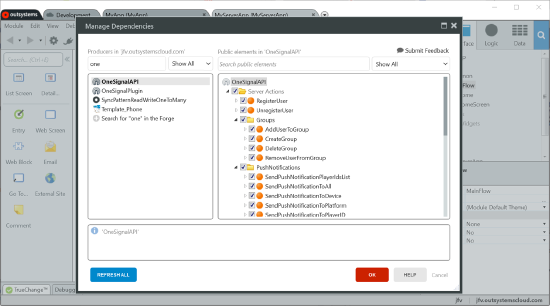 outsystems
Development
MyApp (MyApp)
MyServerApp (MyServerApp)
Manage Dependencies
Module
Edit
View
Producers in 'jfv.outsystemscloud.com'
Public elements in 'OneSignalAPI'
Submit Feedback
one
Show All
Search public elements
Show All
OneSignalAPI
OneSignalPlugin
SyncPatternReadWriteOneToMany
Template_Phone
Search for "one" in the Forge
OneSignalAPI
Server Actions
RegisterUser
UnregisterUser
Groups
AddUserToGroup
CreateGroup
DeleteGroup
RemoveUserFromGroup
PushNotifications
SendPushNotificationPlayerIdsList
SendPushNotificationToAll
SendPushNotificationToDevice
SendPushNotificationToPlatform
SendPushNotificationToPlayerID
'OneSignalAPI'
REFRESH ALL
OK
HELP
Cancel
Search
List Screen
Detail...
Entry
Web Screen
Web Block
Email
Go To...
External Site
Comment
Logic
Data
MainFlow
(Module Default Theme)
None
No
No
TrueChange™
Debugg
jfv
jfv.outsystemscloud.com